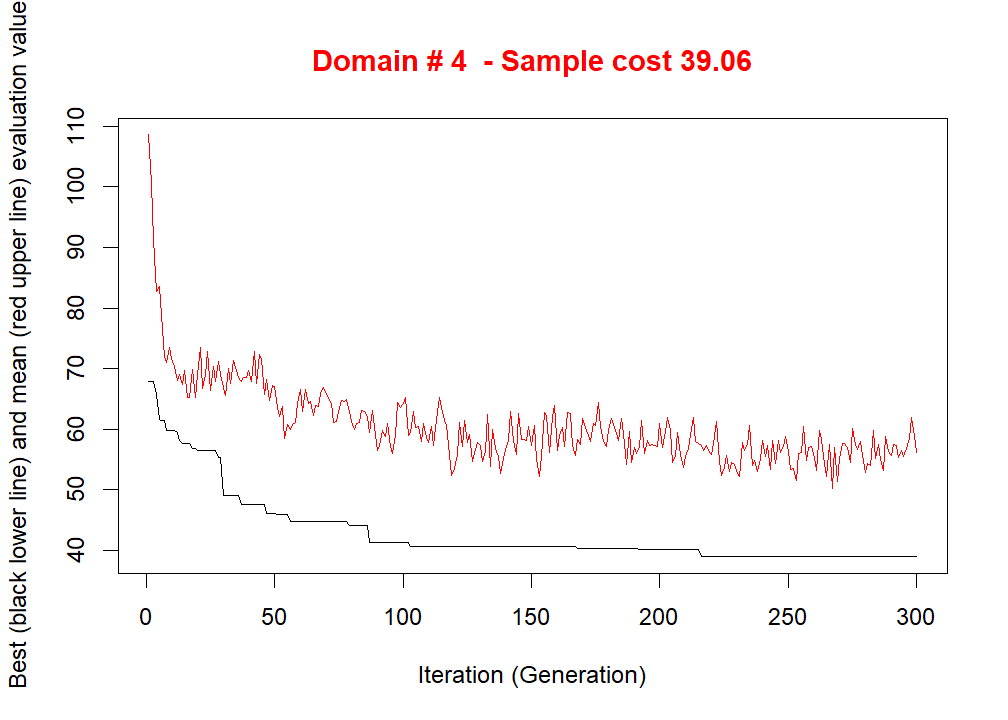 Domain # 4  - Sample cost 39.06
Best (black lower line) and mean (red upper line) evaluation value
110
100
90
80
70
60
50
40
0 50 100 150 200 250 300
Iteration (Generation)